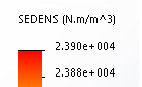 SEDENS (N.m/m^3)
2.390e+ 004
2.388e+ 004